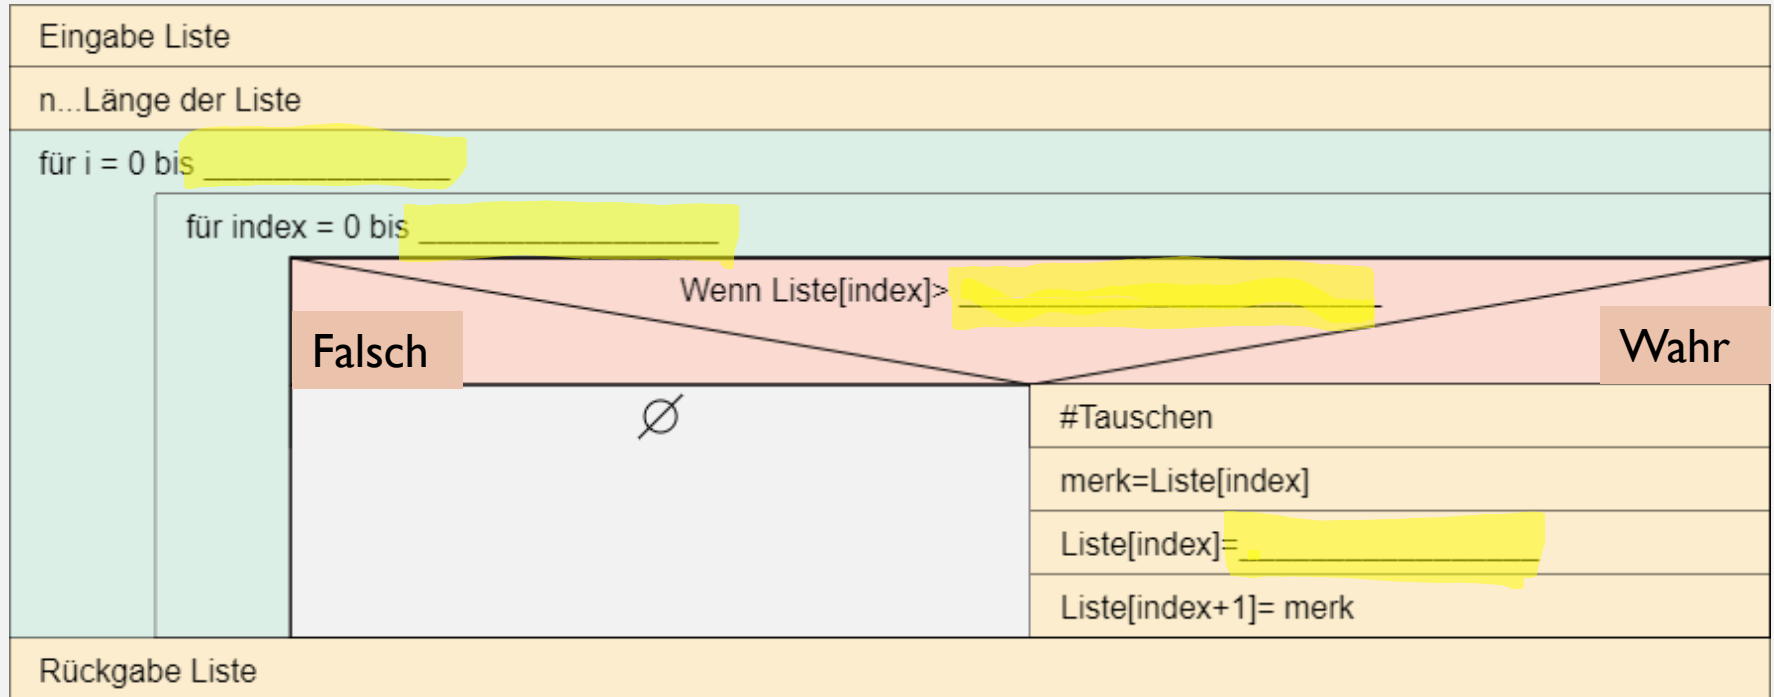 Eingabe Liste
n...Länge der Liste
für i = 0 bis ______________
für index = 0 bis _________________
Wenn Liste[index]> ________________________
Falsch
Wahr
∅
#Tauschen
merk=Liste[index]
Liste[index]=_________________
Liste[index+1]= merk
Rückgabe Liste